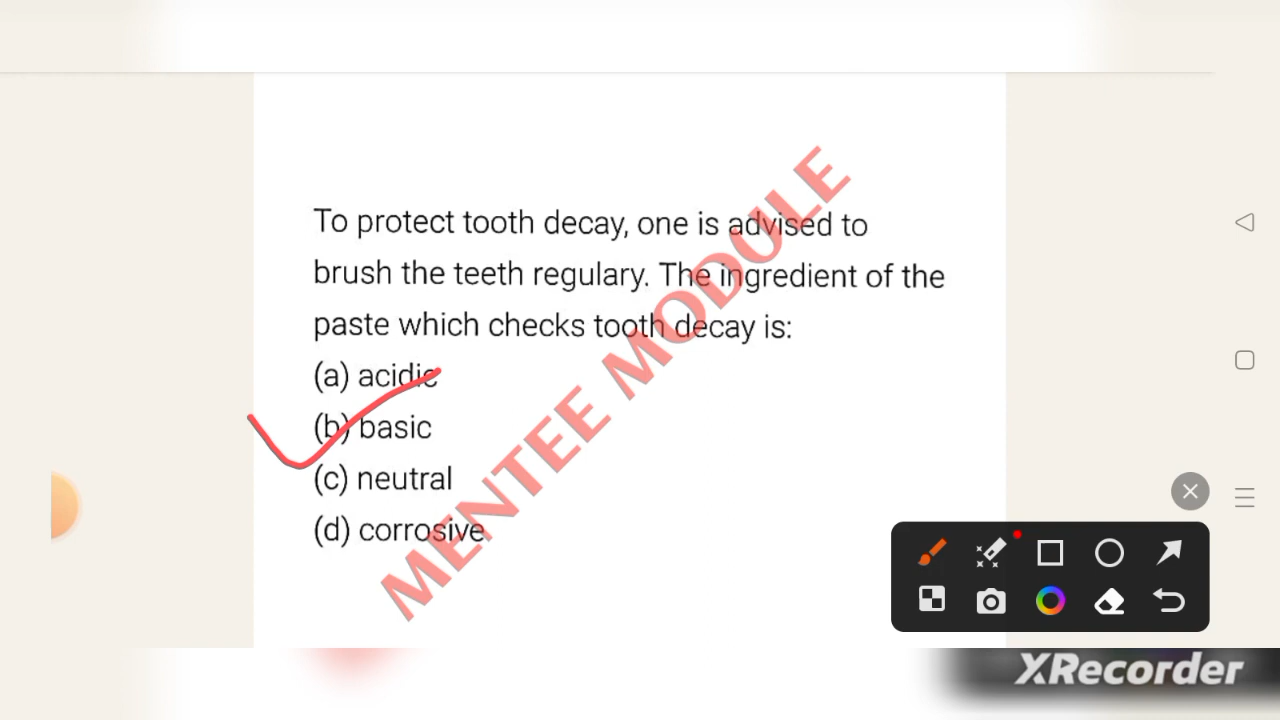 To protect tooth decay, one is advised to
brush the teeth regulary. The ingredient of the
paste which checks tooth decay is:
(a) acidic
(b) basic
(c) neutral
(d) corrosive
MENTEE MODULE
XRecorder